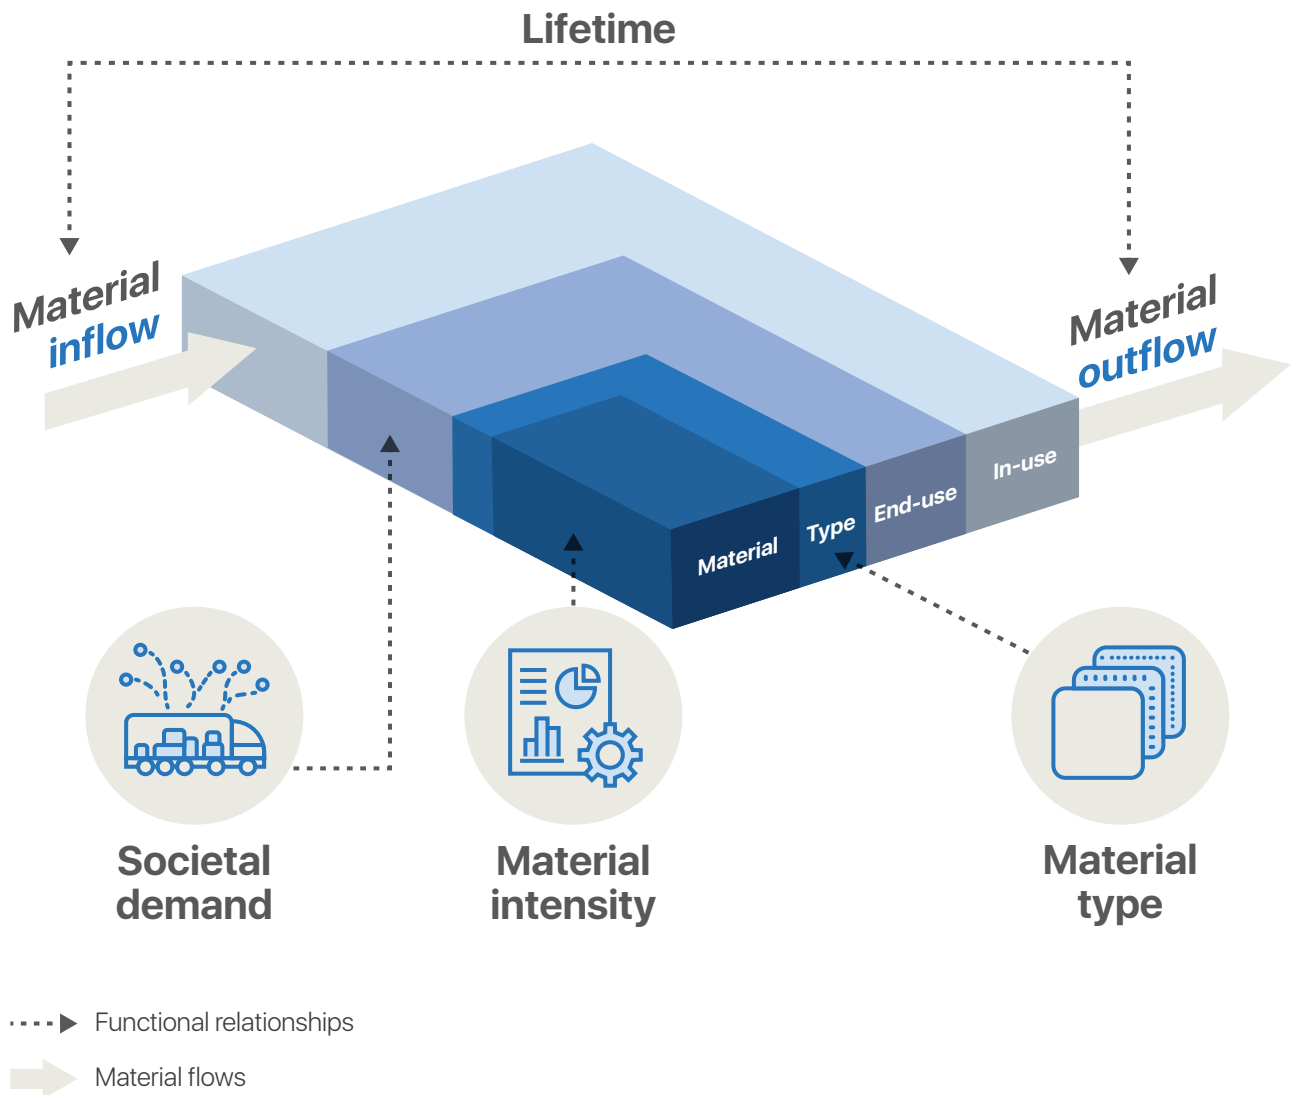 Lifetime
Material
inflow
Material
outflow
In-use
End-use
Type
Material
Societal
demand
Material
intensity
Material
type
Functional relationships
Material flows